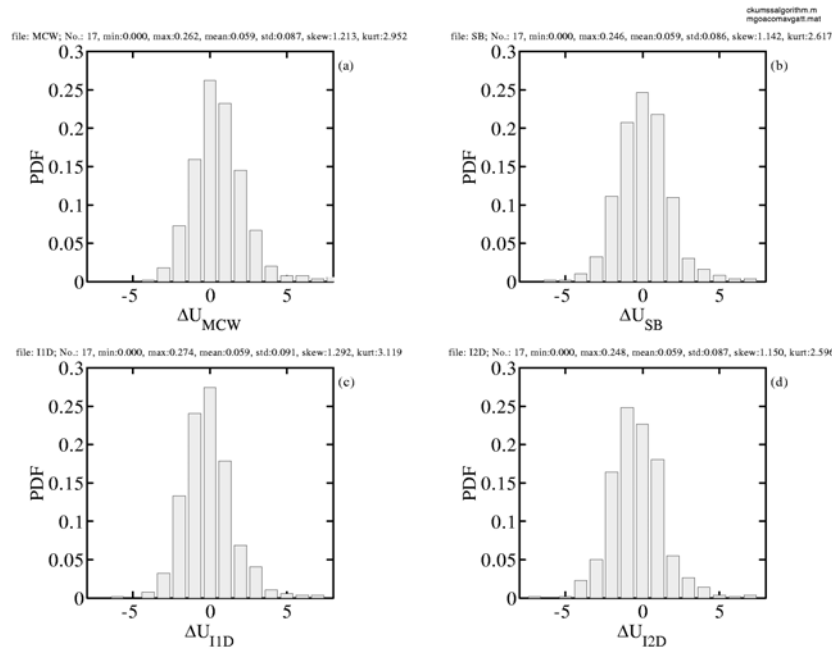 ckumssalgorithm.m
mgoacomavgatt.mat
file: MCW; No.: 17, min:0.000, max:0.262, mean:0.059, std:0.087, skew:1.213, kurt:2.952
0.3
(a)
0.25
0.2
0.15
0.1
0.05
0
PDF
-5 0 5
ΔU_MCW
file: SB; No.: 17, min:0.000, max:0.246, mean:0.059, std:0.086, skew:1.142, kurt:2.617
0.3
(b)
0.25
0.2
0.15
0.1
0.05
0
PDF
-5 0 5
ΔU_SB
file: I1D; No.: 17, min:0.000, max:0.274, mean:0.059, std:0.091, skew:1.292, kurt:3.119
0.3
(c)
0.25
0.2
0.15
0.1
0.05
0
PDF
-5 0 5
ΔU_I1D
file: I2D; No.: 17, min:0.000, max:0.248, mean:0.059, std:0.087, skew:1.150, kurt:2.596
0.3
(d)
0.25
0.2
0.15
0.1
0.05
0
PDF
-5 0 5
ΔU_I2D